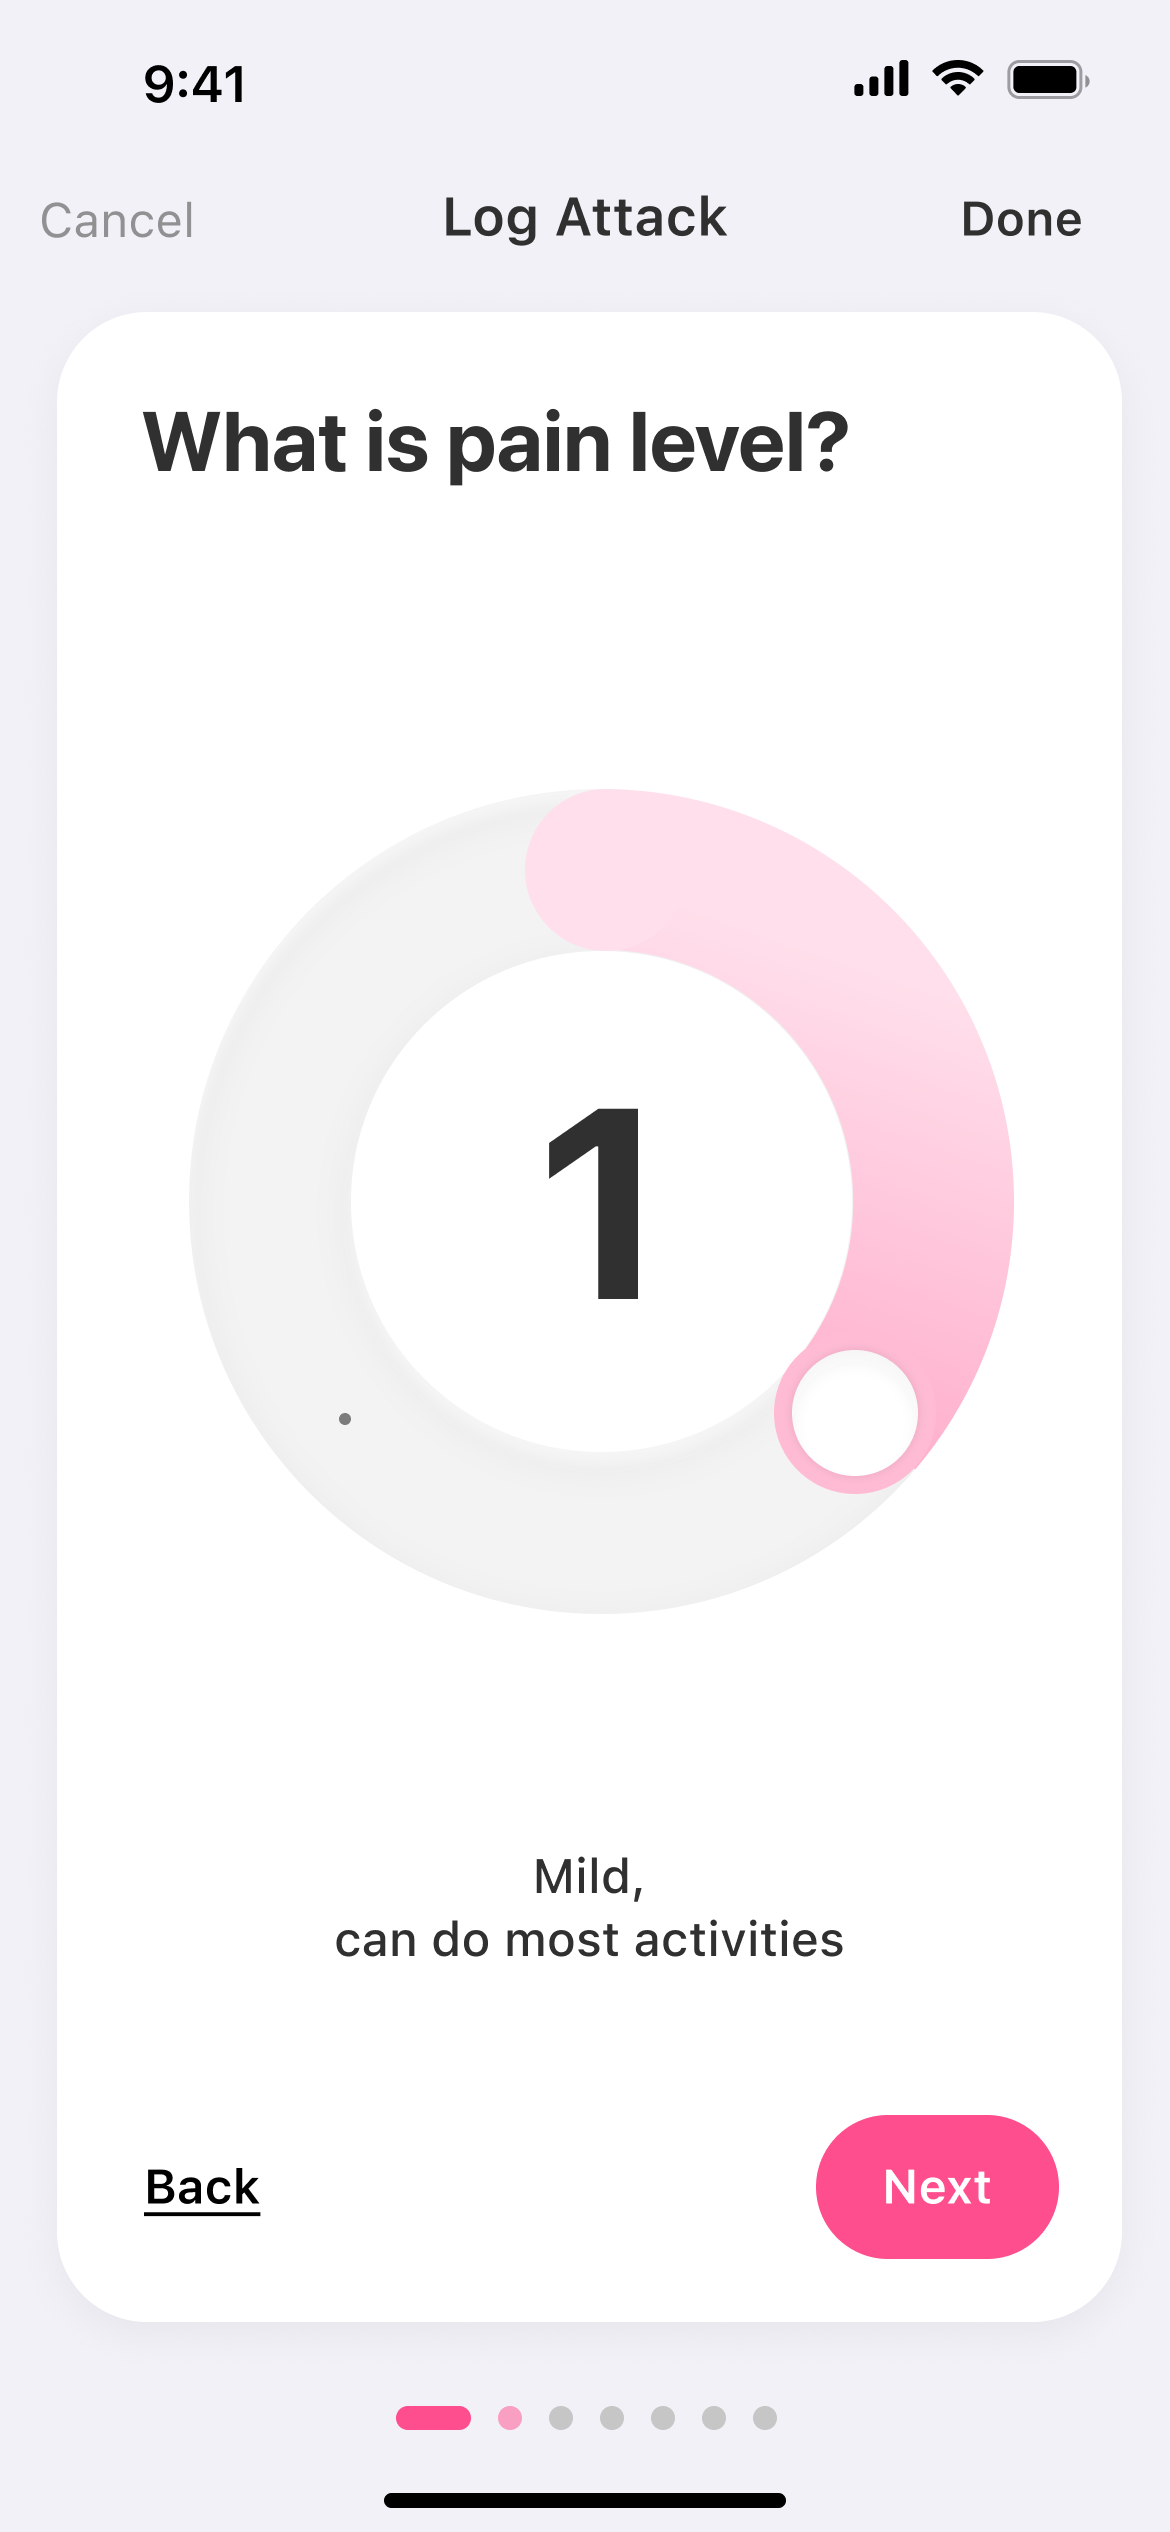 9:41
Cancel Log Attack Done
What is pain level?
1
Mild,
can do most activities
Back Next